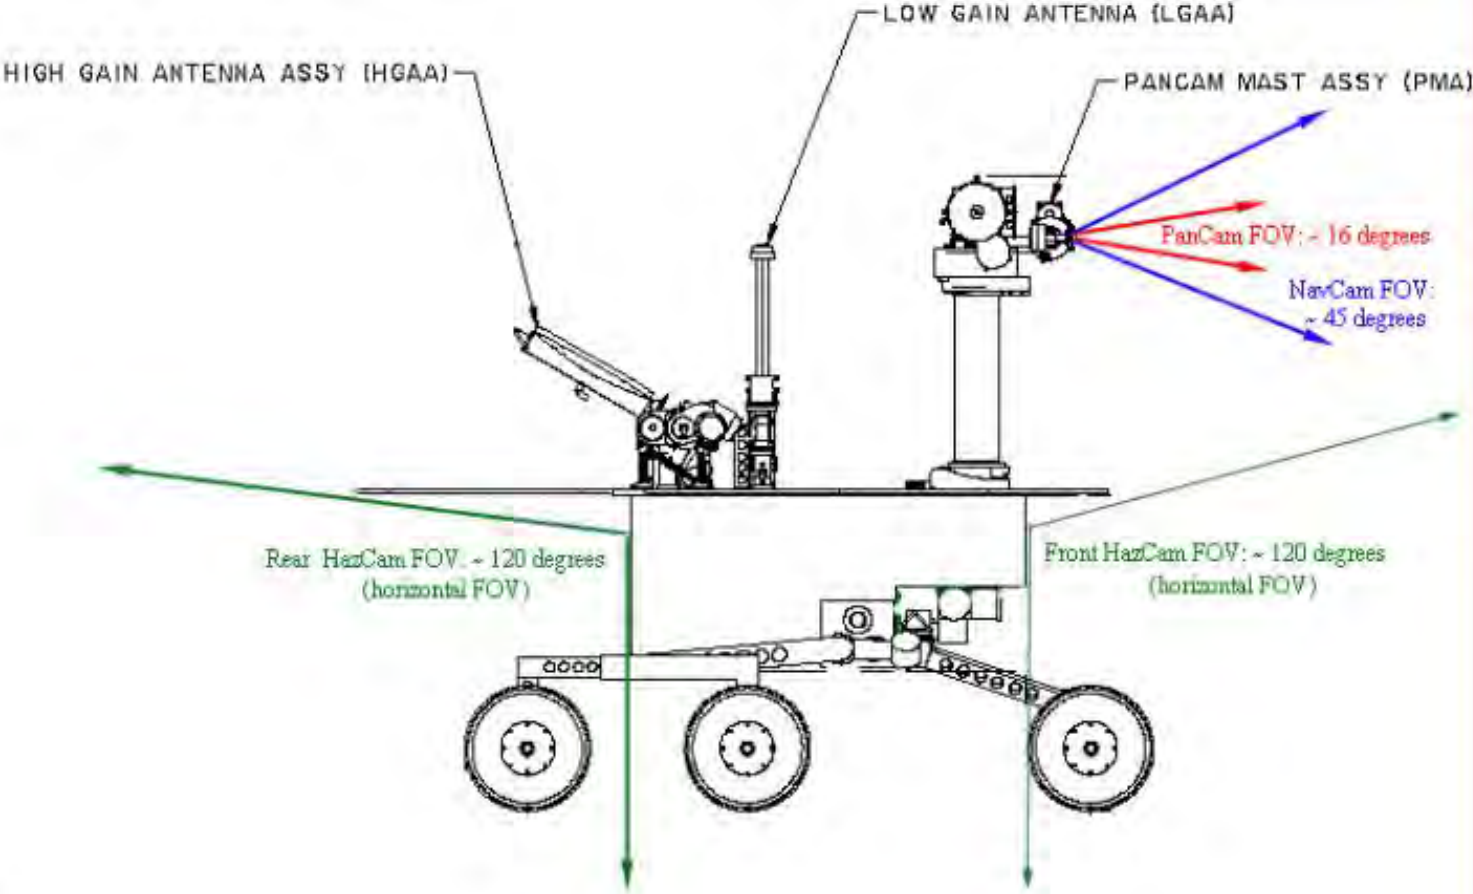 LOW GAIN ANTENNA (LGAA)
HIGH GAIN ANTENNA ASSY (HGAA)
PANCAM MAST ASSY (PMA)
PanCam FOV: ~ 16 degrees
NavCam FOV:
~ 45 degrees
Rear HazCam FOV: ~ 120 degrees
(horizontal FOV)
Front HazCam FOV: ~ 120 degrees
(horizontal FOV)